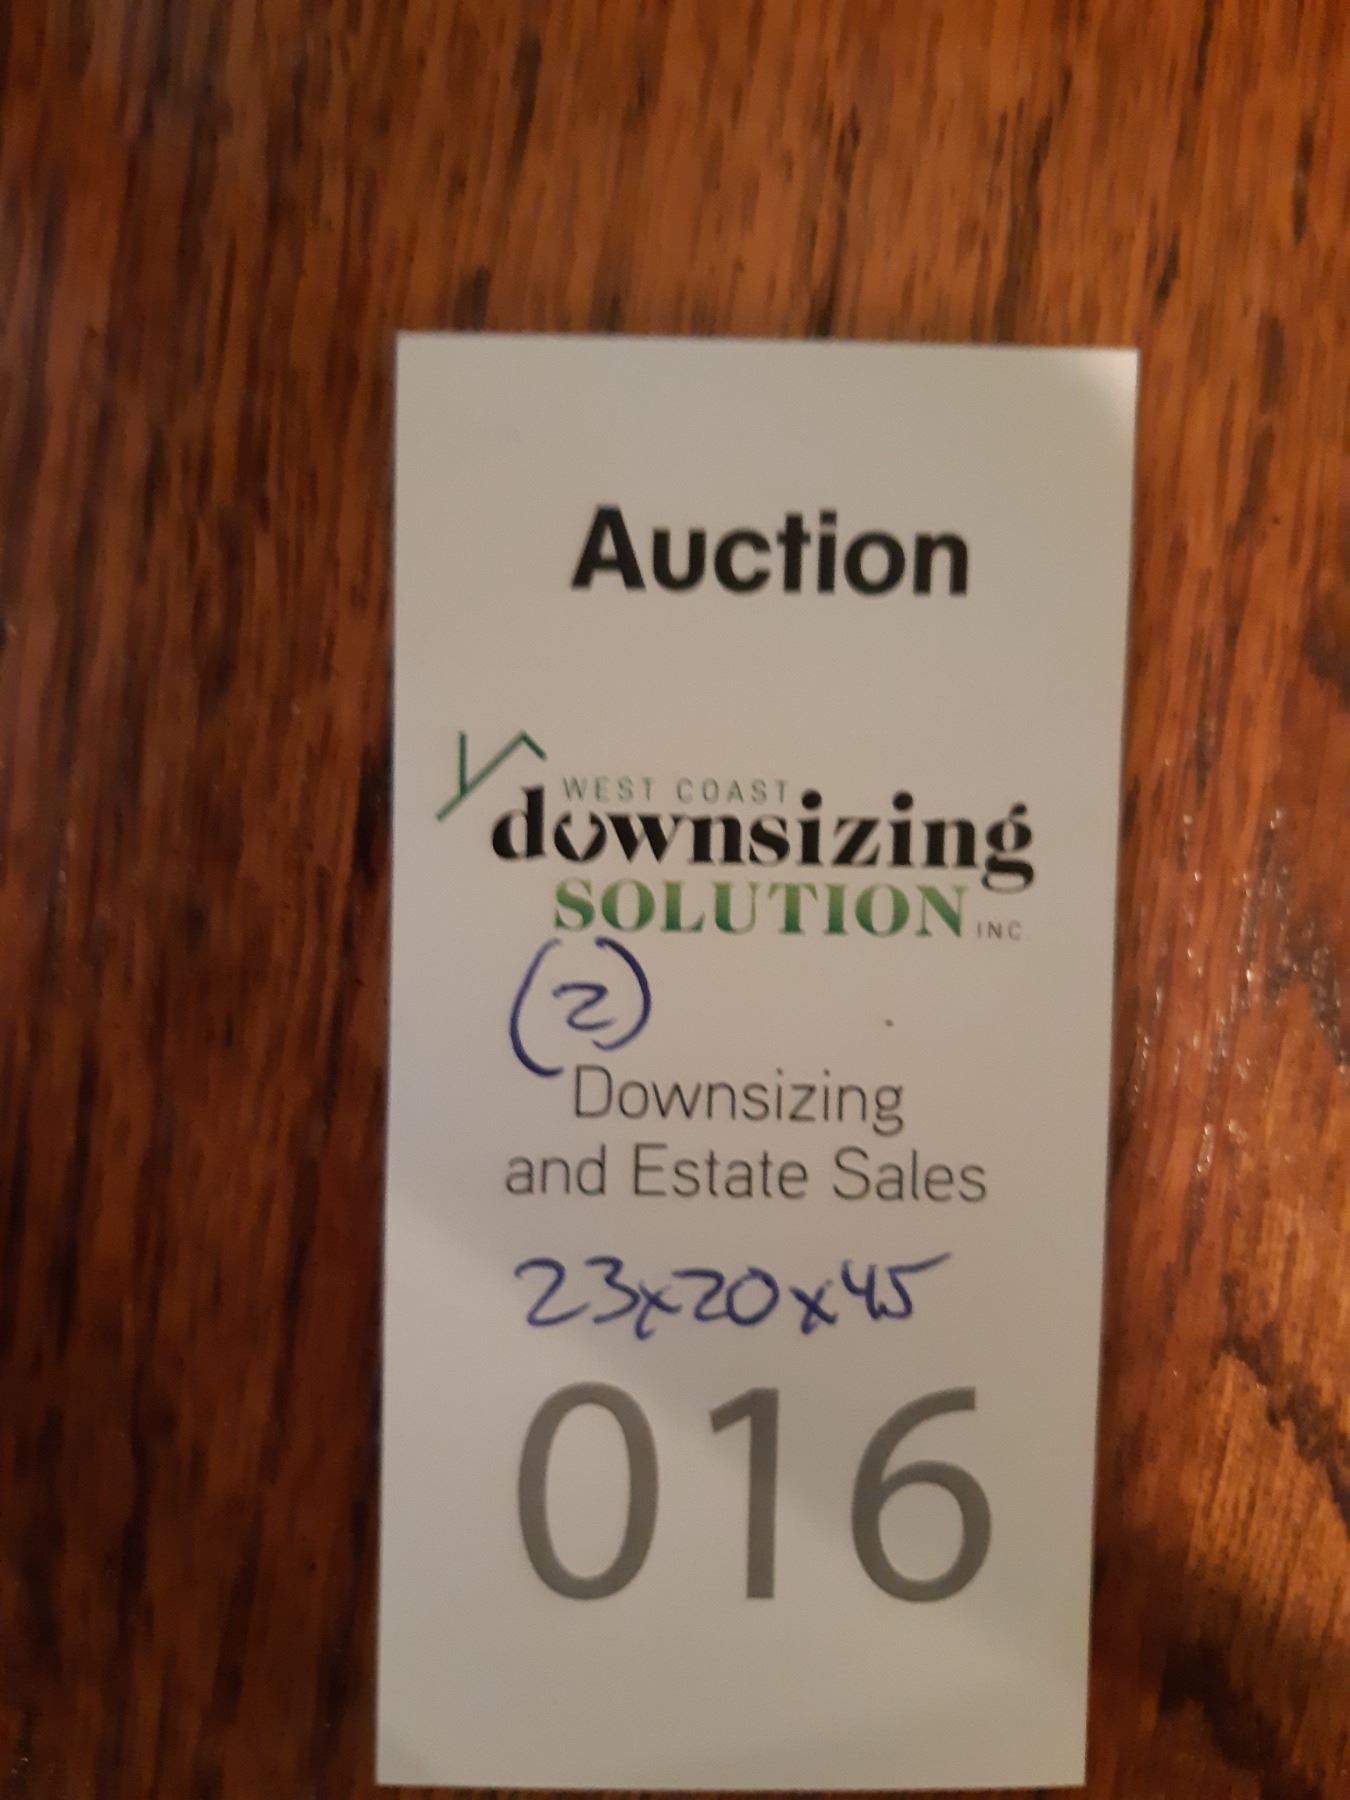 Auction
WEST COAST
downsizing
SOLUTION INC.
(2)
Downsizing
and Estate Sales
23x20x45
016